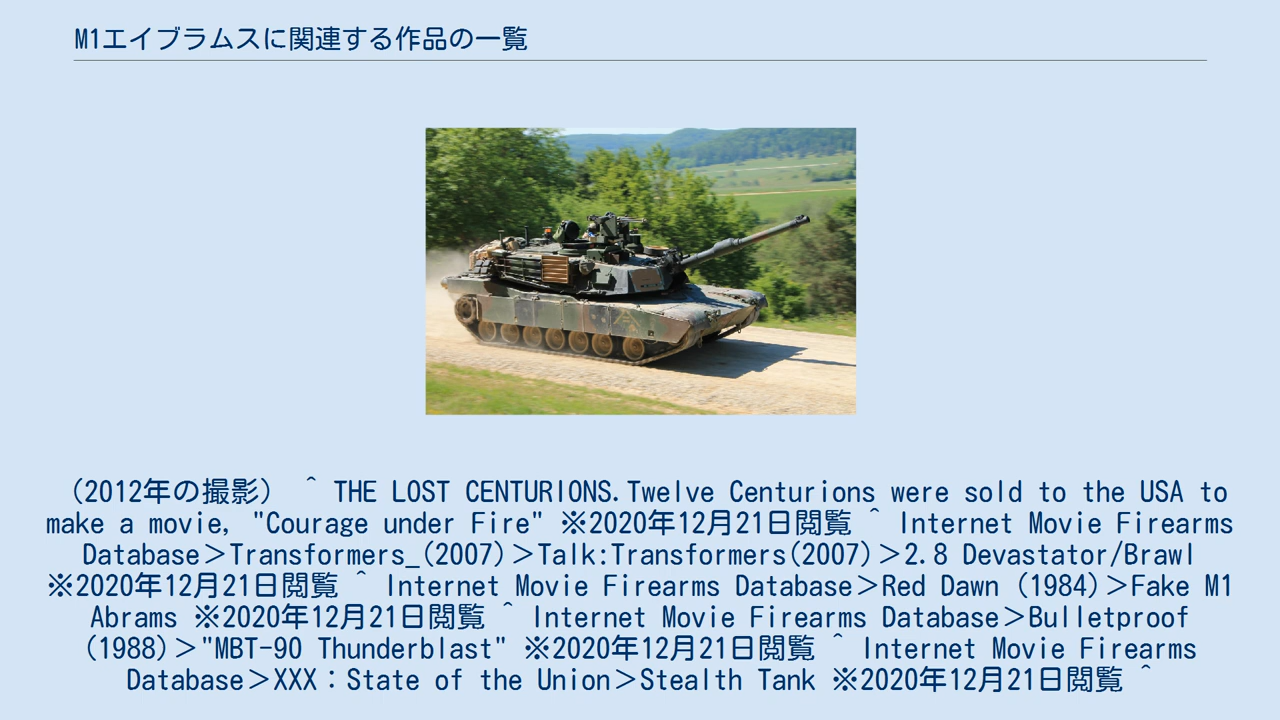 M1エイブラムスに関連する作品の一覧
（2012年の撮影） ^ THE LOST CENTURIONS.Twelve Centurions were sold to the USA to
make a movie, "Courage under Fire" ※2020年12月21日閲覧 ^ Internet Movie Firearms
Database＞Transformers_(2007)＞Talk:Transformers(2007)＞2.8 Devastator/Brawl
※2020年12月21日閲覧 ^ Internet Movie Firearms Database＞Red Dawn (1984)＞Fake M1
Abrams ※2020年12月21日閲覧 ^ Internet Movie Firearms Database＞Bulletproof
(1988)＞"MBT-90 Thunderblast" ※2020年12月21日閲覧 ^ Internet Movie Firearms
Database＞XXX：State of the Union＞Stealth Tank ※2020年12月21日閲覧 ^